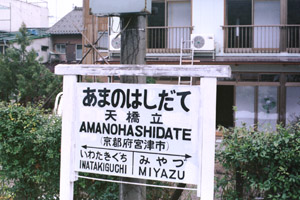 AMANOHASHIDATE
あまのはしだて
天橋立
AMANOHASHIDATE
(京都府宮津市)
いわたきぐち みやづ
IWATAKIGUCHI MIYAZU